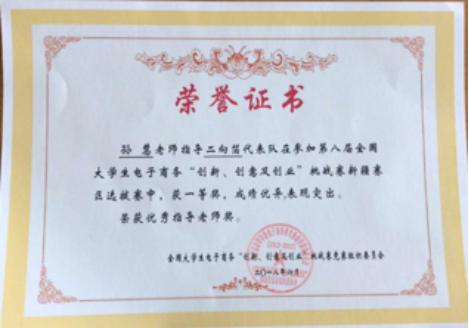 荣誉证书
孙慧老师指导二向箔代表队在参加第八届全国
大学生电子商务“创新、创意及创业”挑战赛新疆赛
区选拔赛中，获一等奖，成绩优异表现突出。
荣获优秀指导老师奖。
全国大学生电子商务“创新、创意及创业”挑战赛竞赛组织委员会
二〇一八年六月